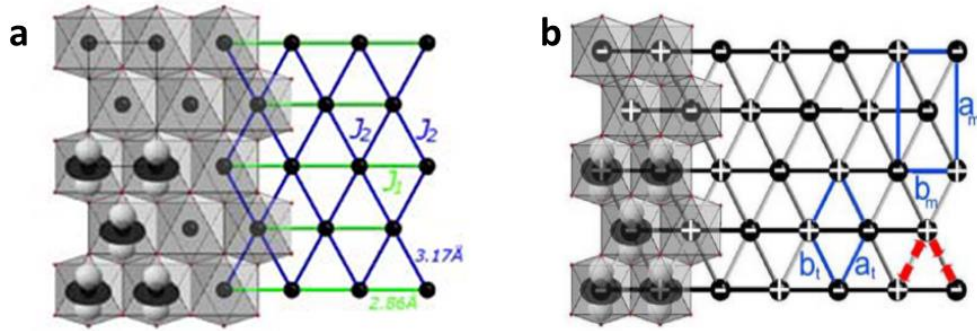 a
J₂ J₂
J₁
3.17Å
2.86Å
b
aₘ
bₘ
bₜ aₜ